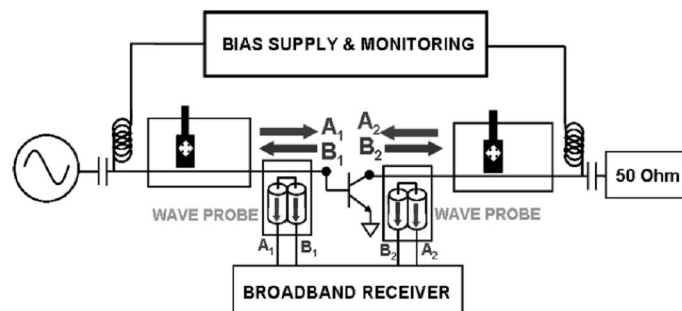 BIAS SUPPLY & MONITORING
A₁ A₂
B₁ B₂
50 Ohm
WAVE PROBE WAVE PROBE
A₁ B₁ B₂ A₂
BROADBAND RECEIVER